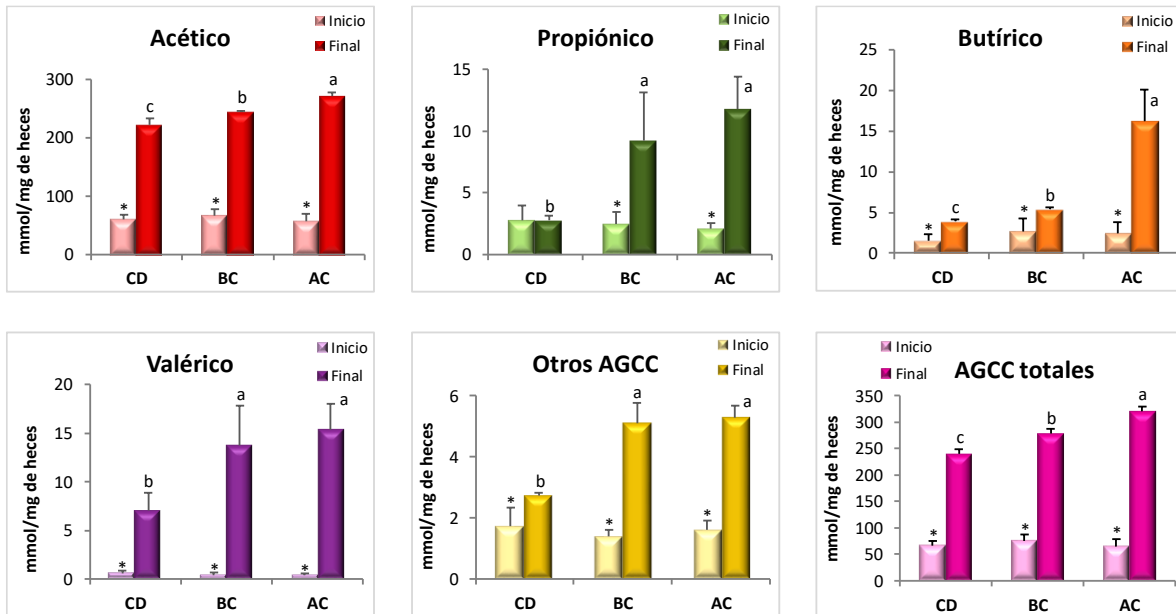 Acético
Inicio
Final
mmol/mg de heces
300
200
100
0
c
b
a
*
*
*
CD
BC
AC
Propiónico
Inicio
Final
mmol/mg de heces
15
10
5
0
b
a
a
*
*
CD
BC
AC
Butírico
Inicio
Final
mmol/mg de heces
25
20
15
10
5
0
c
b
a
*
*
*
CD
BC
AC
Valérico
Inicio
Final
mmol/mg de heces
20
15
10
5
0
b
a
a
*
*
*
CD
BC
AC
Otros AGCC
Inicio
Final
mmol/mg de heces
6
4
2
0
b
a
a
*
*
*
CD
BC
AC
Inicio
Final
AGCC totales
mmol/mg de heces
350
300
250
200
150
100
50
0
c
b
a
*
*
*
CD
BC
AC